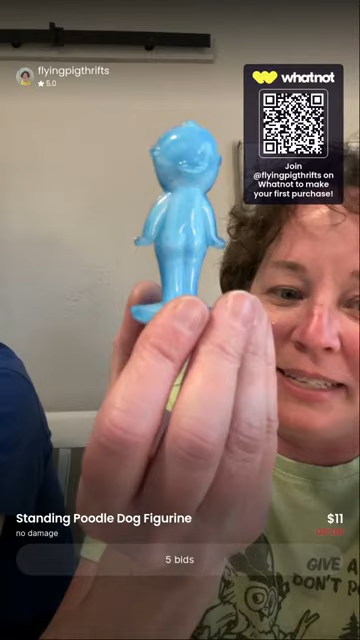 flyingpigthrifts
5.0
whatnot
Join
@flyingpigthrifts on
Whatnot to make
your first purchase!
Standing Poodle Dog Figurine
$11
no damage
5 bids
GIVE A
DON'T